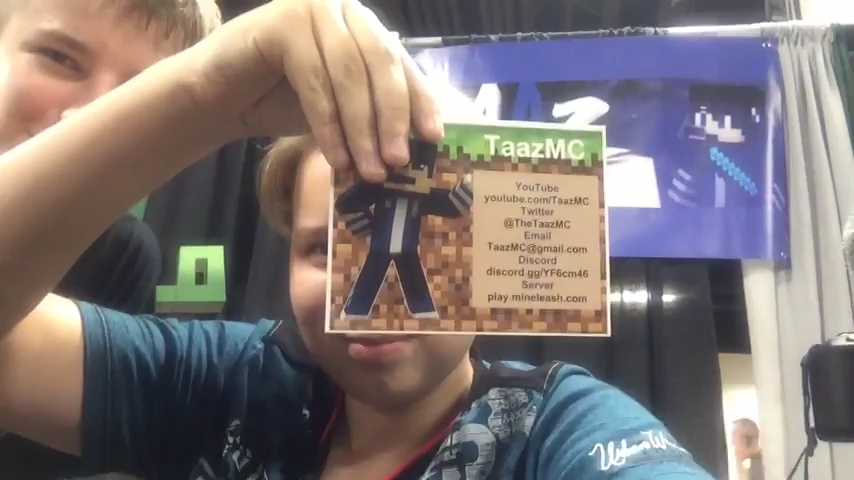 TaazMC
YouTube
youtube.com/TaazMC
Twitter
@TheTaazMC
Email
TaazMC@gmail.com
Discord
discord.gg/YF6cm46
Server
play.mineleash.com